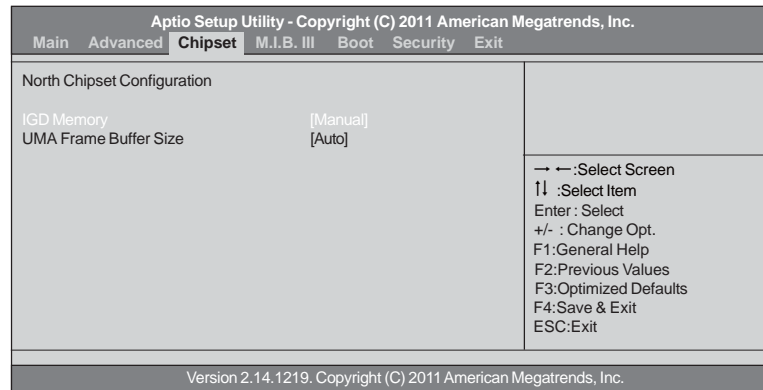 Aptio Setup Utility - Copyright (C) 2011 American Megatrends, Inc.
Main Advanced Chipset M.I.B. III Boot Security Exit
North Chipset Configuration
IGD Memory [Manual]
UMA Frame Buffer Size [Auto]
→ ←:Select Screen
↑↓ :Select Item
Enter : Select
+/- : Change Opt.
F1:General Help
F2:Previous Values
F3:Optimized Defaults
F4:Save & Exit
ESC:Exit
Version 2.14.1219. Copyright (C) 2011 American Megatrends, Inc.